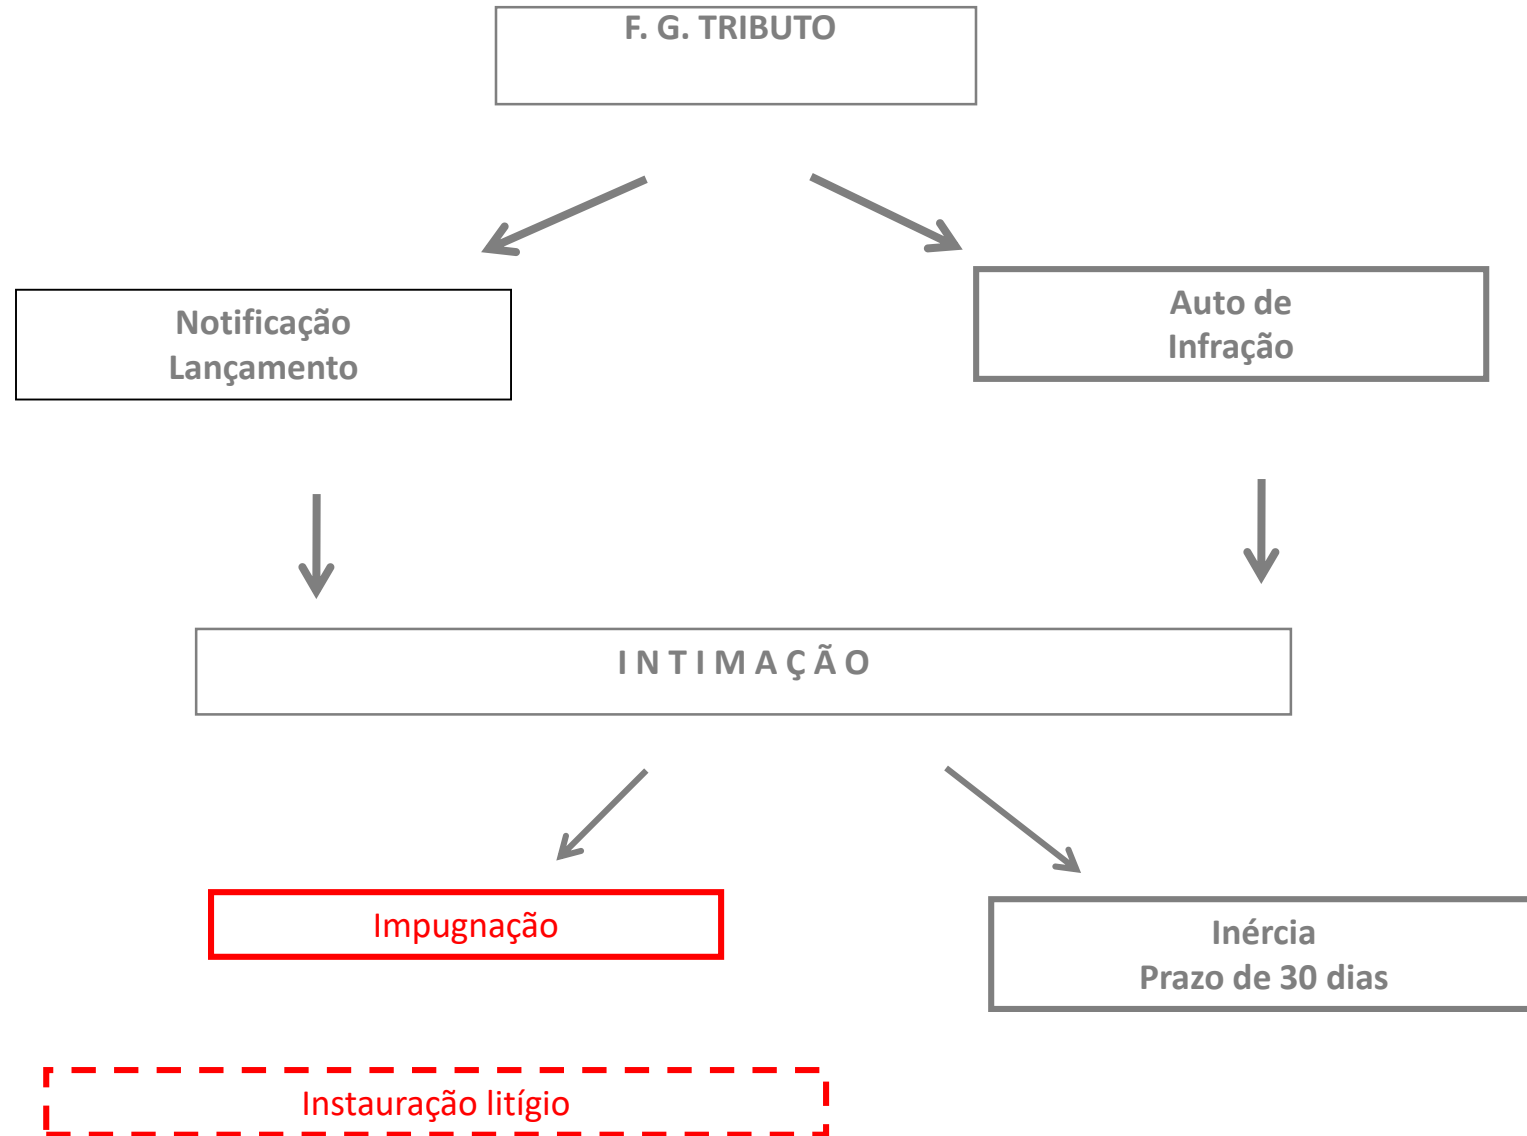 F. G. TRIBUTO
Notificação
Lançamento
Auto de
Infração
I N T I M A Ç Ã O
Impugnação
Inércia
Prazo de 30 dias
Instauração litígio